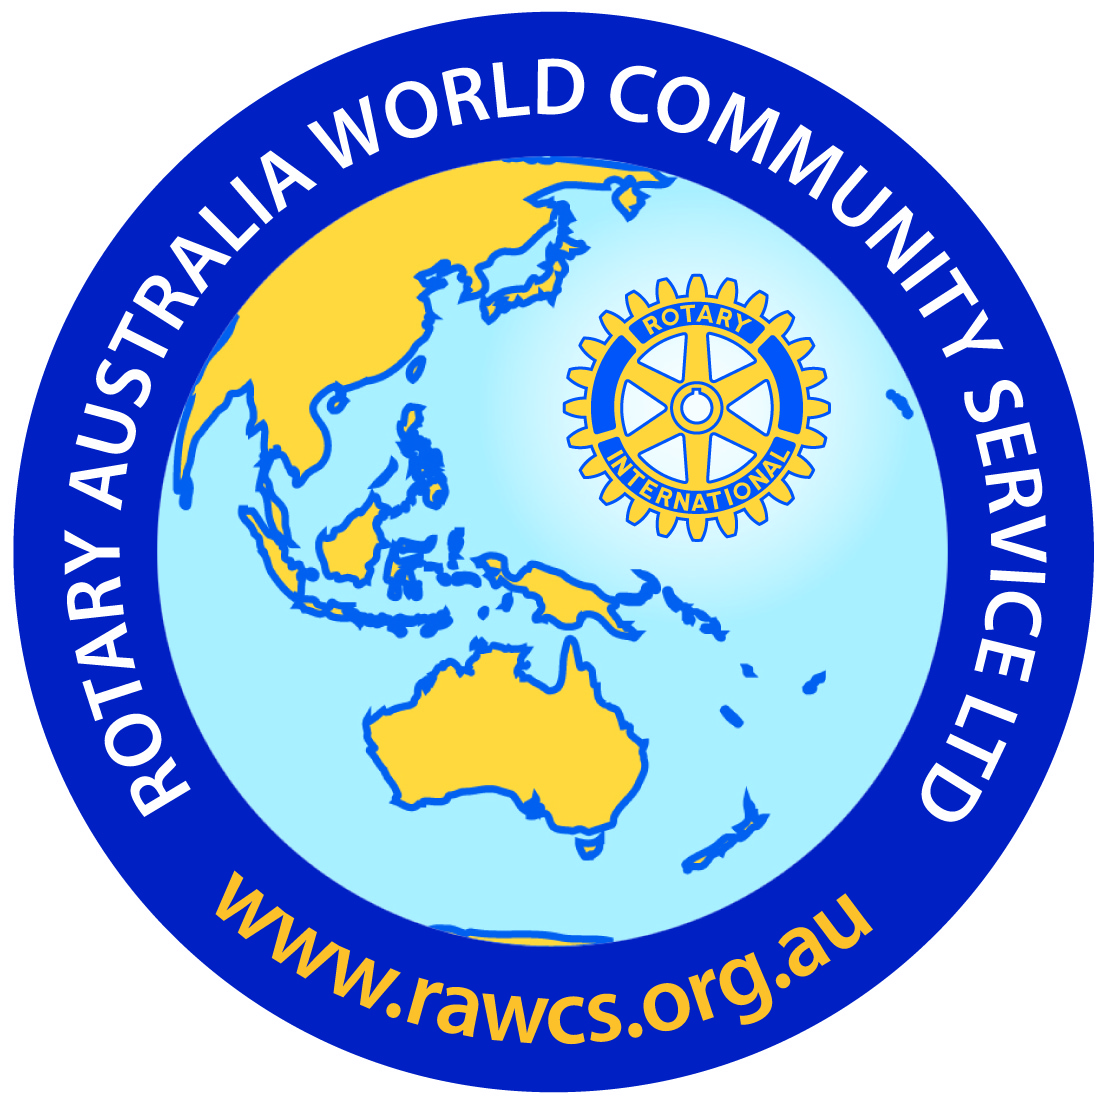 ROTARY AUSTRALIA WORLD COMMUNITY SERVICE LTD
ROTARY
INTERNATIONAL
www.rawcs.org.au